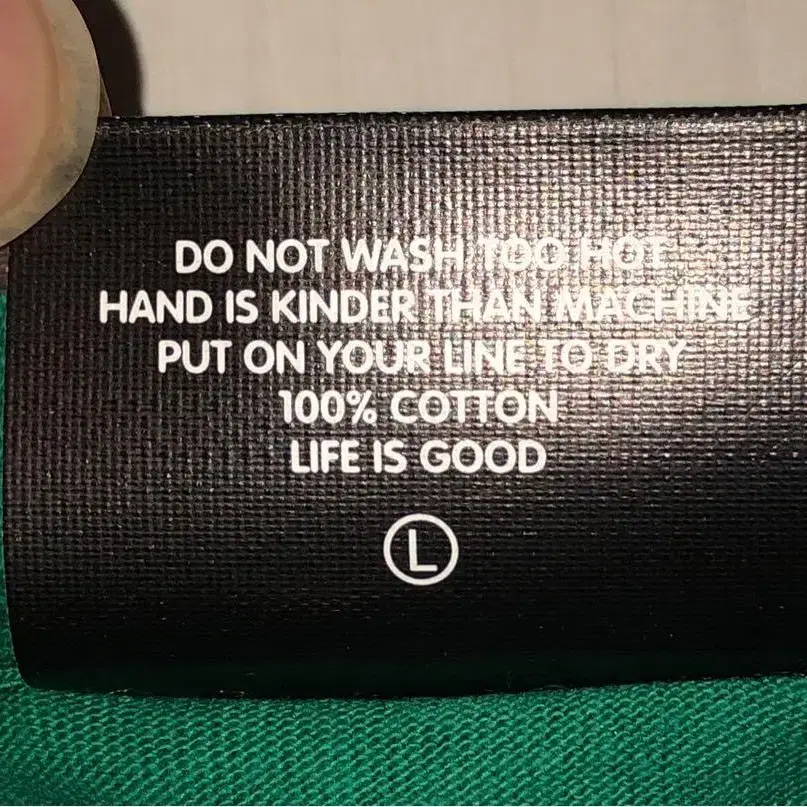 DO NOT WASH TOO HOT
HAND IS KINDER THAN MACHINE
PUT ON YOUR LINE TO DRY
100% COTTON
LIFE IS GOOD
L